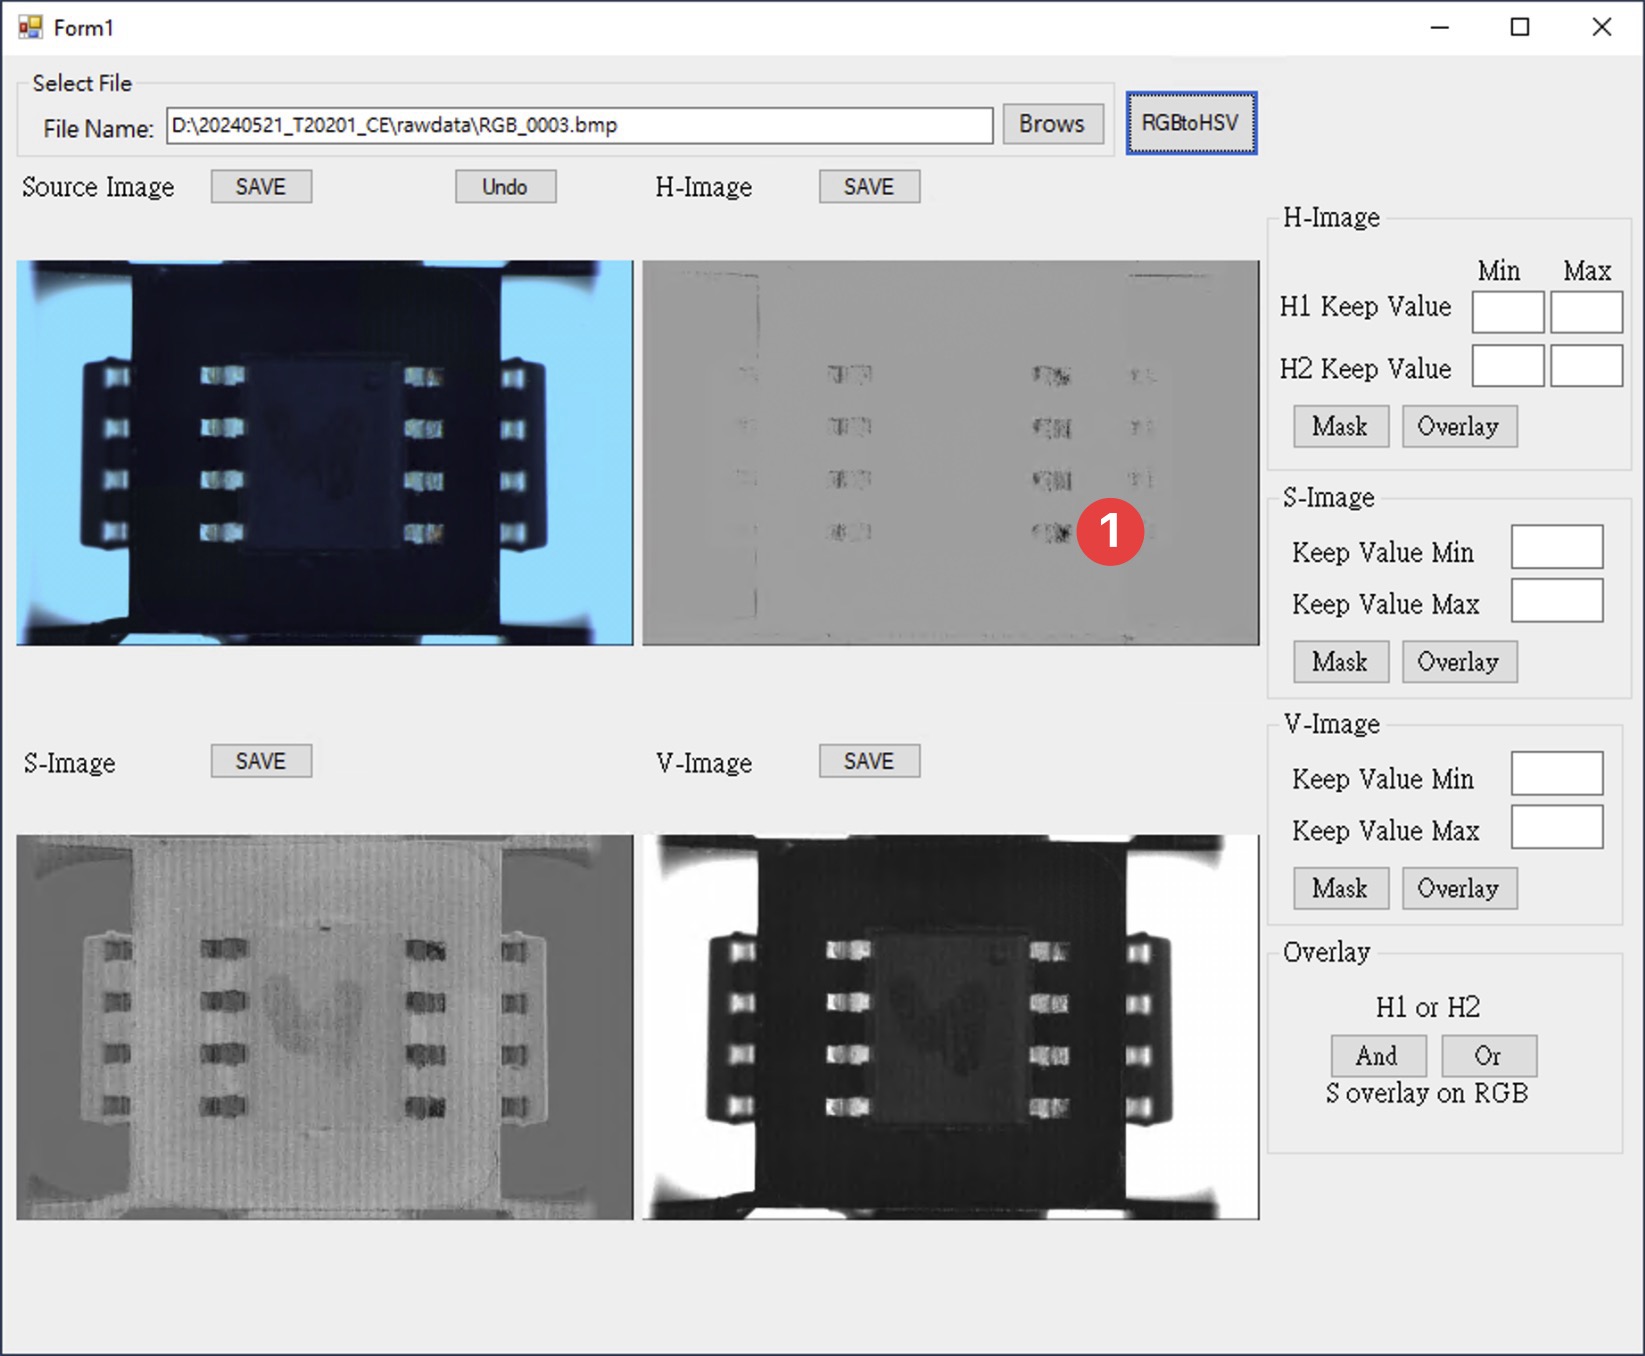 Form1
Select File
File Name: D:\20240521_T20201_CE\rawdata\RGB_0003.bmp Brows RGBtoHSV
Source Image SAVE Undo H-Image SAVE
H-Image
Min Max
H1 Keep Value
H2 Keep Value
Mask Overlay
S-Image
1
Keep Value Min
Keep Value Max
Mask Overlay
V-Image
S-Image SAVE V-Image SAVE
Keep Value Min
Keep Value Max
Mask Overlay
Overlay
H1 or H2
And Or
S overlay on RGB